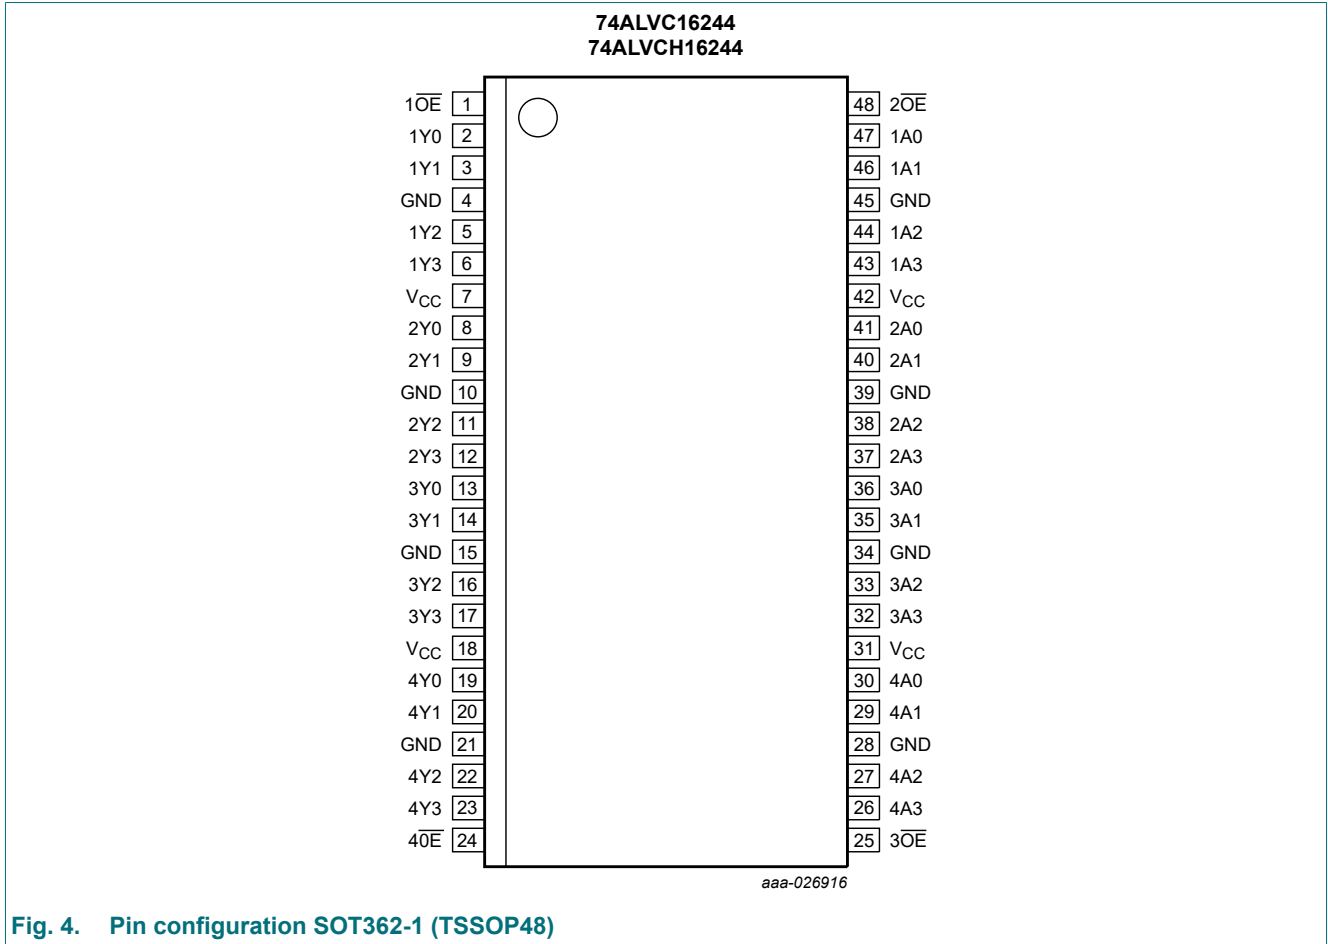 74ALVC16244
74ALVCH16244
1O̅E̅ 1 48 2O̅E̅
1Y0 2 47 1A0
1Y1 3 46 1A1
GND 4 45 GND
1Y2 5 44 1A2
1Y3 6 43 1A3
VCC 7 42 VCC
2Y0 8 41 2A0
2Y1 9 40 2A1
GND 10 39 GND
2Y2 11 38 2A2
2Y3 12 37 2A3
3Y0 13 36 3A0
3Y1 14 35 3A1
GND 15 34 GND
3Y2 16 33 3A2
3Y3 17 32 3A3
VCC 18 31 VCC
4Y0 19 30 4A0
4Y1 20 29 4A1
GND 21 28 GND
4Y2 22 27 4A2
4Y3 23 26 4A3
40̅E̅ 24 25 3O̅E̅
aaa-026916
Fig. 4. Pin configuration SOT362-1 (TSSOP48)